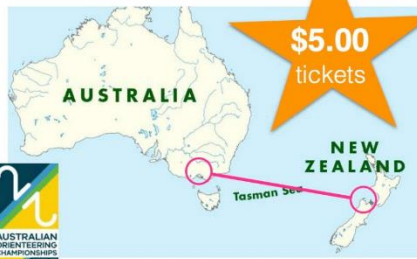 $5.00
tickets
AUSTRALIA
NEW
ZEALAND
Tasman Sea
AUSTRALIAN
ORIENTEERING
CHAMPIONSHIPS